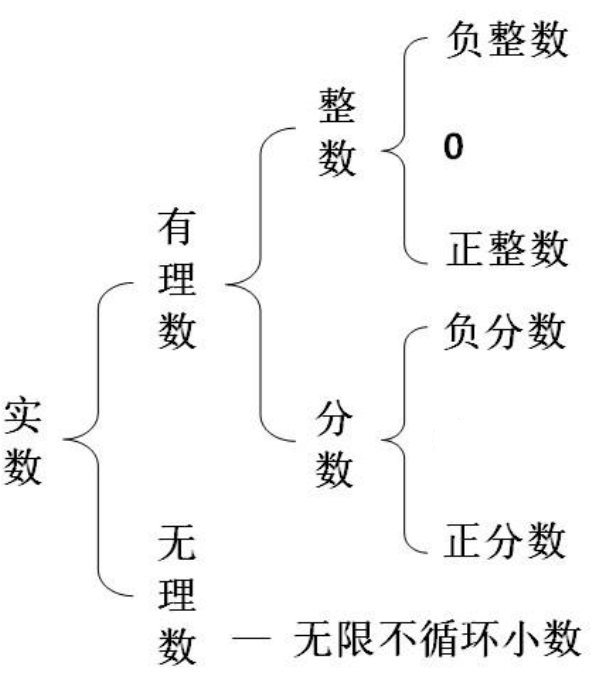 实数
有理数
整数
负整数
0
正整数
分数
负分数
正分数
无理数 — 无限不循环小数